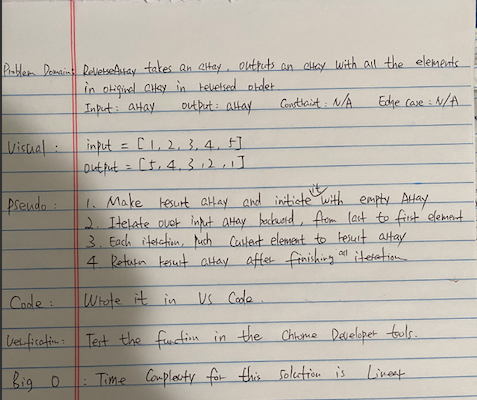 Problem Domain: ReverseArray takes an array, outputs an array with all the elements
in original array in reversed order
Input: array output: array Constraint: N/A Edge case: N/A
Visual: input = [1, 2, 3, 4, 5]
output = [5, 4, 3, 2, 1]
Pseudo: 1. Make result array and initiate it with empty Array
2. Iterate over input array backward, from last to first element
3. Each iteration, push current element to result array
4. Return result array after finishing all iteration
Code: Wrote it in VS Code.
Verification: Test the function in the Chrome Developer tools.
Big O: Time Complexity for this solution is Linear